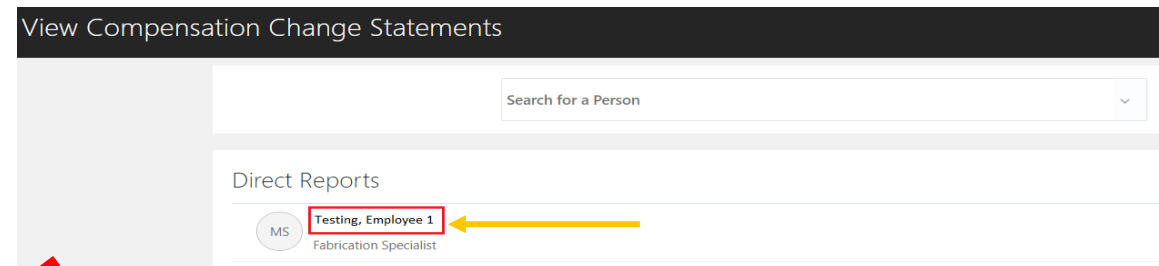 View Compensation Change Statements
Search for a Person
Direct Reports
MS
Testing, Employee 1
Fabrication Specialist